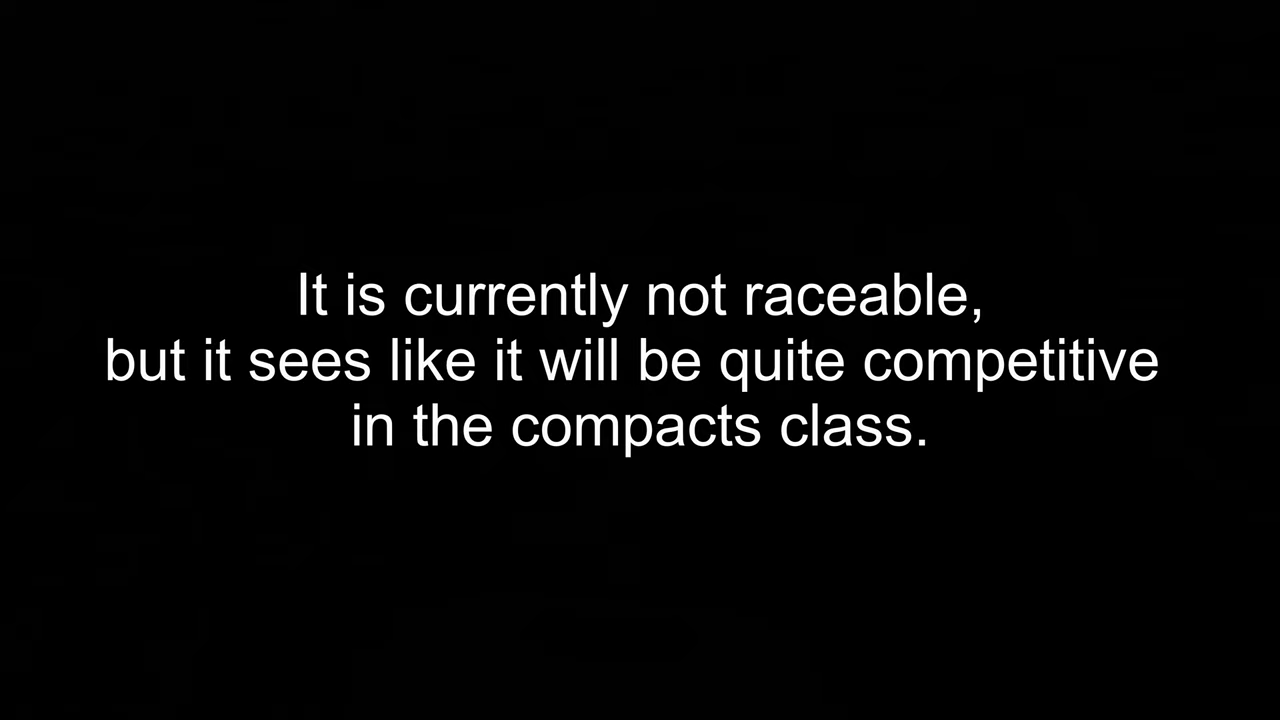 It is currently not raceable,
but it sees like it will be quite competitive
in the compacts class.